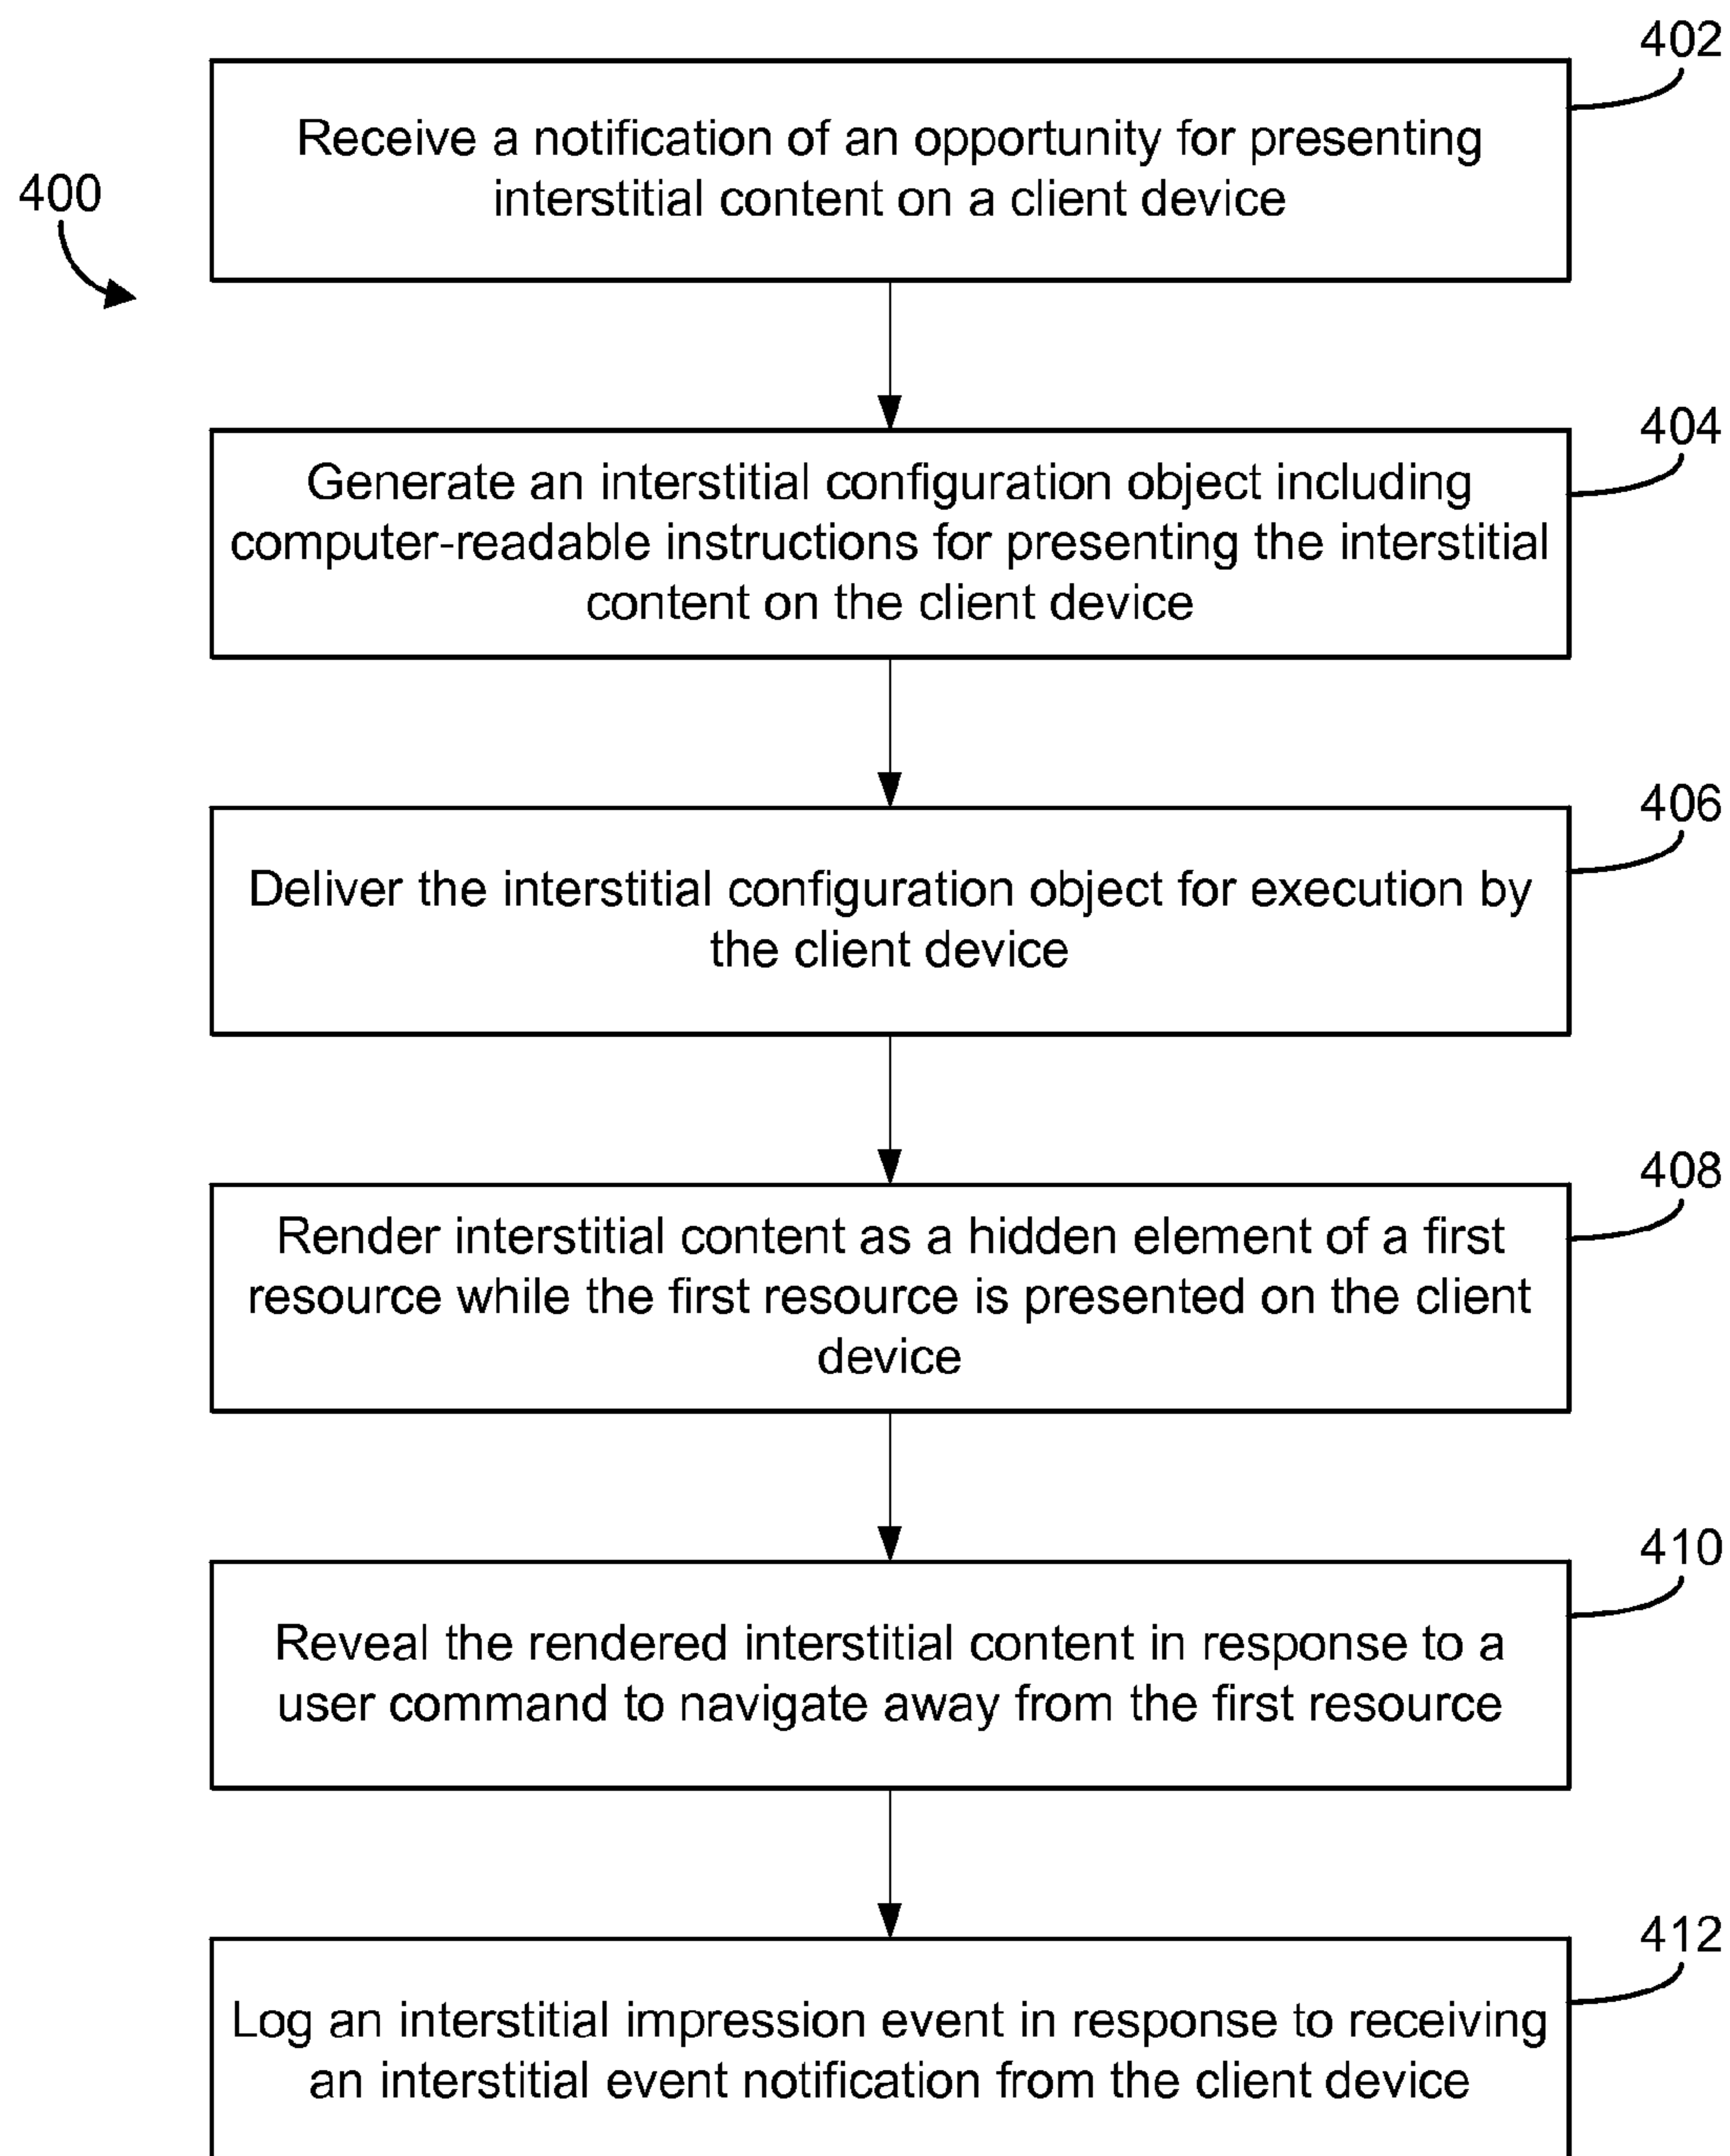 402
Receive a notification of an opportunity for presenting
interstitial content on a client device
400
404
Generate an interstitial configuration object including
computer-readable instructions for presenting the interstitial
content on the client device
406
Deliver the interstitial configuration object for execution by
the client device
408
Render interstitial content as a hidden element of a first
resource while the first resource is presented on the client
device
410
Reveal the rendered interstitial content in response to a
user command to navigate away from the first resource
412
Log an interstitial impression event in response to receiving
an interstitial event notification from the client device